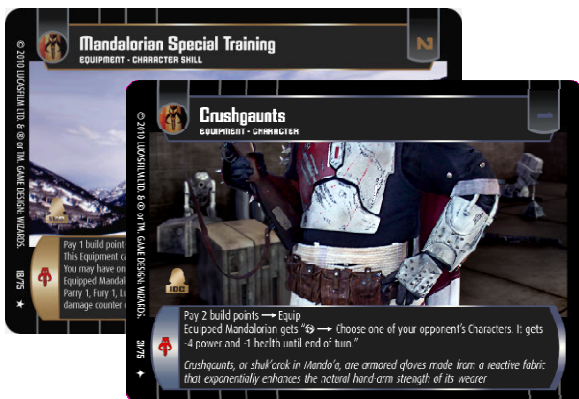 Mandalorian Special Training
EQUIPMENT - CHARACTER SKILL
2
© 2010 LUCASFILM LTD. & ® or TM. GAME DESIGN: WIZARDS.
18/75
Pay 1 build point
This Equipment ca
You may have on
Equipped Mandal
Parry 1, Fury 1, Lu
damage counter
Crushgaunts
EQUIPMENT - CHARACTER
1
© 2010 LUCASFILM LTD. & ® or TM. GAME DESIGN: WIZARDS.
31/75
IDC
Pay 2 build points → Equip
Equipped Mandalorian gets "→ Choose one of your opponent's Characters. It gets
-4 power and -1 health until end of turn."
Crushgaunts, or shuk'orok in Mando'a, are armored gloves made from a reactive fabric
that exponentially enhances the natural hand-arm strength of its wearer